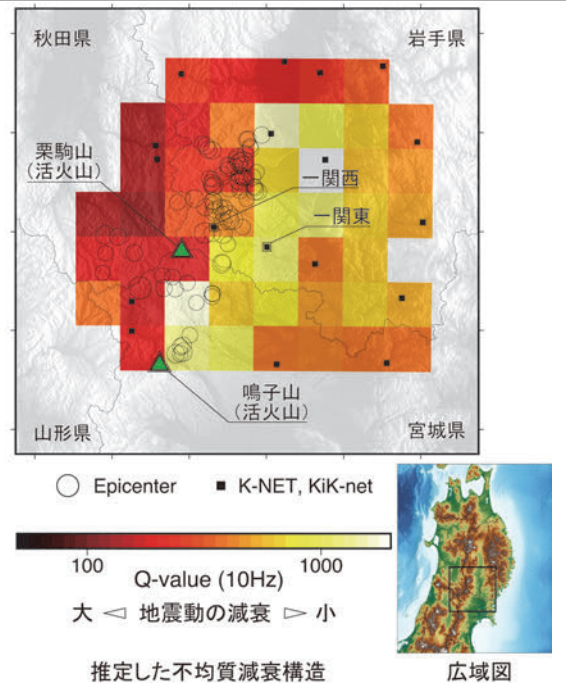 秋田県
岩手県
栗駒山
(活火山)
一関西
一関東
鳴子山
(活火山)
山形県
宮城県
Epicenter
K-NET, KiK-net
100
1000
Q-value (10Hz)
大 ◁ 地震動の減衰 ▷ 小
推定した不均質減衰構造
広域図